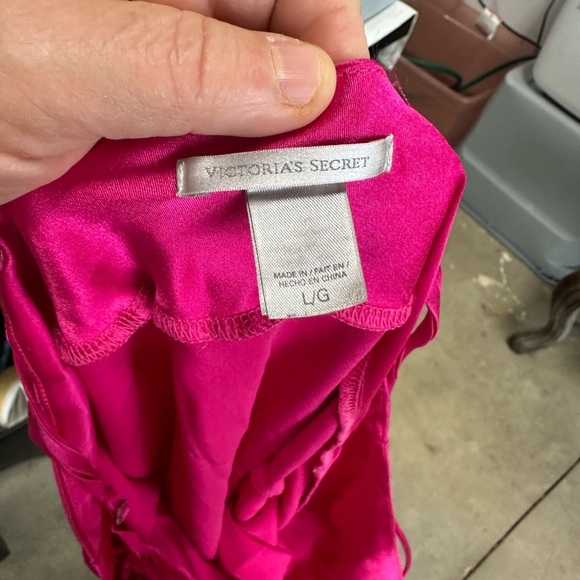 VICTORIA'S SECRET
MADE IN / FAIT EN /
HECHO EN CHINA
L/G